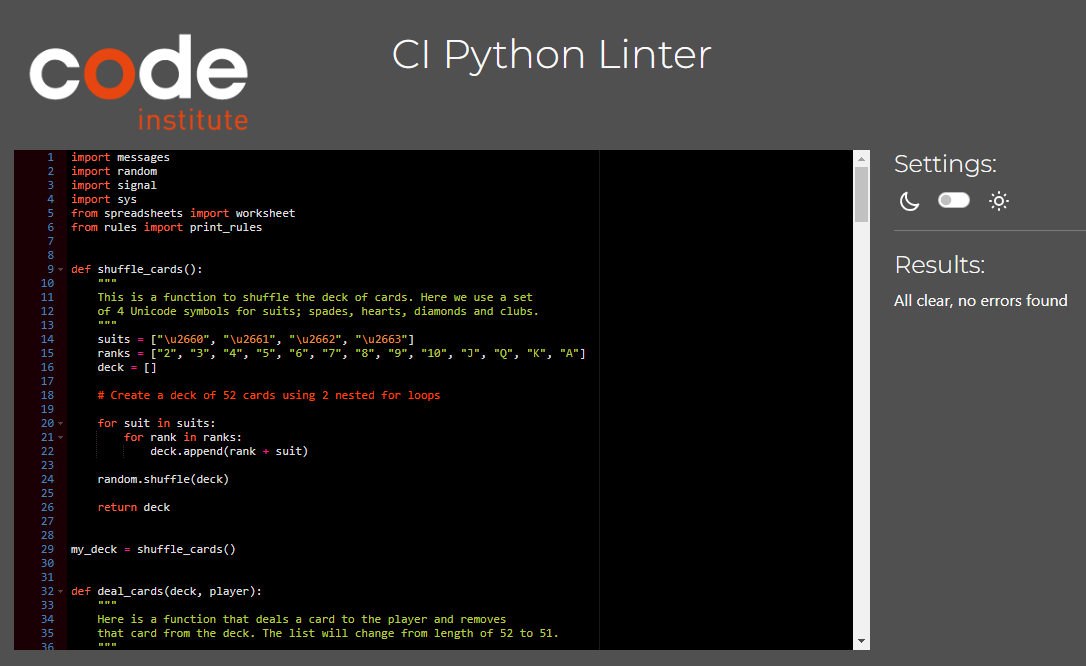 code
institute
CI Python Linter
1 import messages
2 import random
3 import signal
4 import sys
5 from spreadsheets import worksheet
6 from rules import print_rules
7
8
9 def shuffle_cards():
10     """
11     This is a function to shuffle the deck of cards. Here we use a set
12     of 4 Unicode symbols for suits; spades, hearts, diamonds and clubs.
13     """
14     suits = ["\u2660", "\u2661", "\u2662", "\u2663"]
15     ranks = ["2", "3", "4", "5", "6", "7", "8", "9", "10", "J", "Q", "K", "A"]
16     deck = []
17
18     # Create a deck of 52 cards using 2 nested for loops
19
20     for suit in suits:
21         for rank in ranks:
22             deck.append(rank + suit)
23
24     random.shuffle(deck)
25
26     return deck
27
28
29 my_deck = shuffle_cards()
30
31
32 def deal_cards(deck, player):
33     """
34     Here is a function that deals a card to the player and removes
35     that card from the deck. The list will change from length of 52 to 51.
36     """
Settings:
Results:
All clear, no errors found